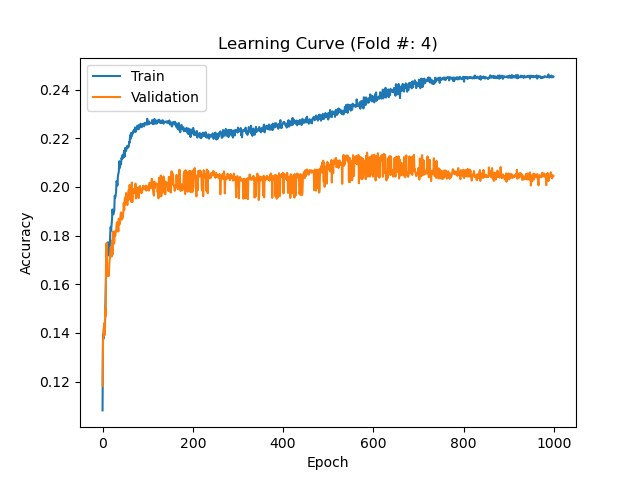 Learning Curve (Fold #: 4)
Train
Validation
0.24
0.22
0.20
0.18
0.16
0.14
0.12
Accuracy
0
200
400
600
800
1000
Epoch